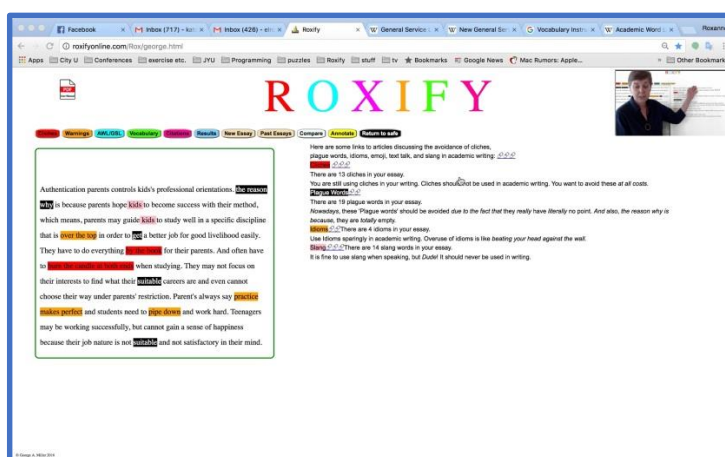 Facebook
Inbox (717) - kot
Inbox (426) - eln
Roxify
General Service L
New General Ser
Vocabulary Instru
Academic Word
Roxanne
roxifyonline.com/Rox/george.html
Apps City U Conferences exercise etc. JYU Programming puzzles Roxify stuff tv Bookmarks Google News Mac Rumors: Apple... Other Bookmark
PDF
ROXIFY
Cliches Warnings AWL/GSL Vocabulary Citations Results New Essay Past Essays Compare Annotate Return to safe
Authentication parents controls kid's professional orientations. the reason
why is because parents hope kids to become success with their method,
which means, parents may guide kids to study well in a specific discipline
that is over the top in order to get a better job for good livelihood easily.
They have to do everything by the book for their parents. And often have
to burn the candle at both ends when studying. They may not focus on
their interests to find what their suitable careers are and even cannot
choose their way under parents' restriction. Parent's always say practice
makes perfect and students need to pipe down and work hard. Teenagers
may be working successfully, but cannot gain a sense of happiness
because their job nature is not suitable and not satisfactory in their mind.
Here are some links to articles discussing the avoidance of cliches,
plague words, idioms, emoji, text talk, and slang in academic writing:
Cliches
There are 13 cliches in your essay.
You are still using cliches in your writing. Cliches should not be used in academic writing. You want to avoid these at all costs.
Plague Words
There are 19 plague words in your essay.
Nowadays, these 'Plague words' should be avoided due to the fact that they really have literally no point. And also, the reason why is
because, they are totally empty.
Idioms There are 4 idioms in your essay.
Use Idioms speringly in academic writing. Overuse of idioms is like beating your head against the wall.
Slang There are 14 slang words in your essay.
It is fine to use slang when speaking, but Dude! It should never be used in writing.